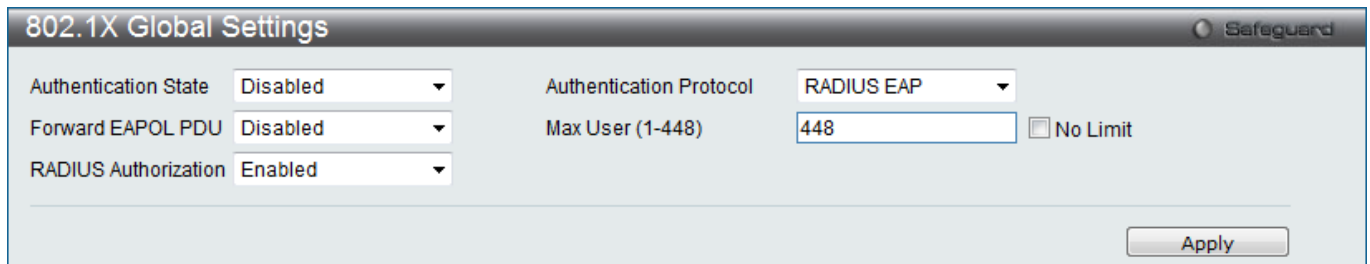 802.1X Global Settings Safeguard
Authentication State Disabled Authentication Protocol RADIUS EAP
Forward EAPOL PDU Disabled Max User (1-448) 448 No Limit
RADIUS Authorization Enabled
Apply